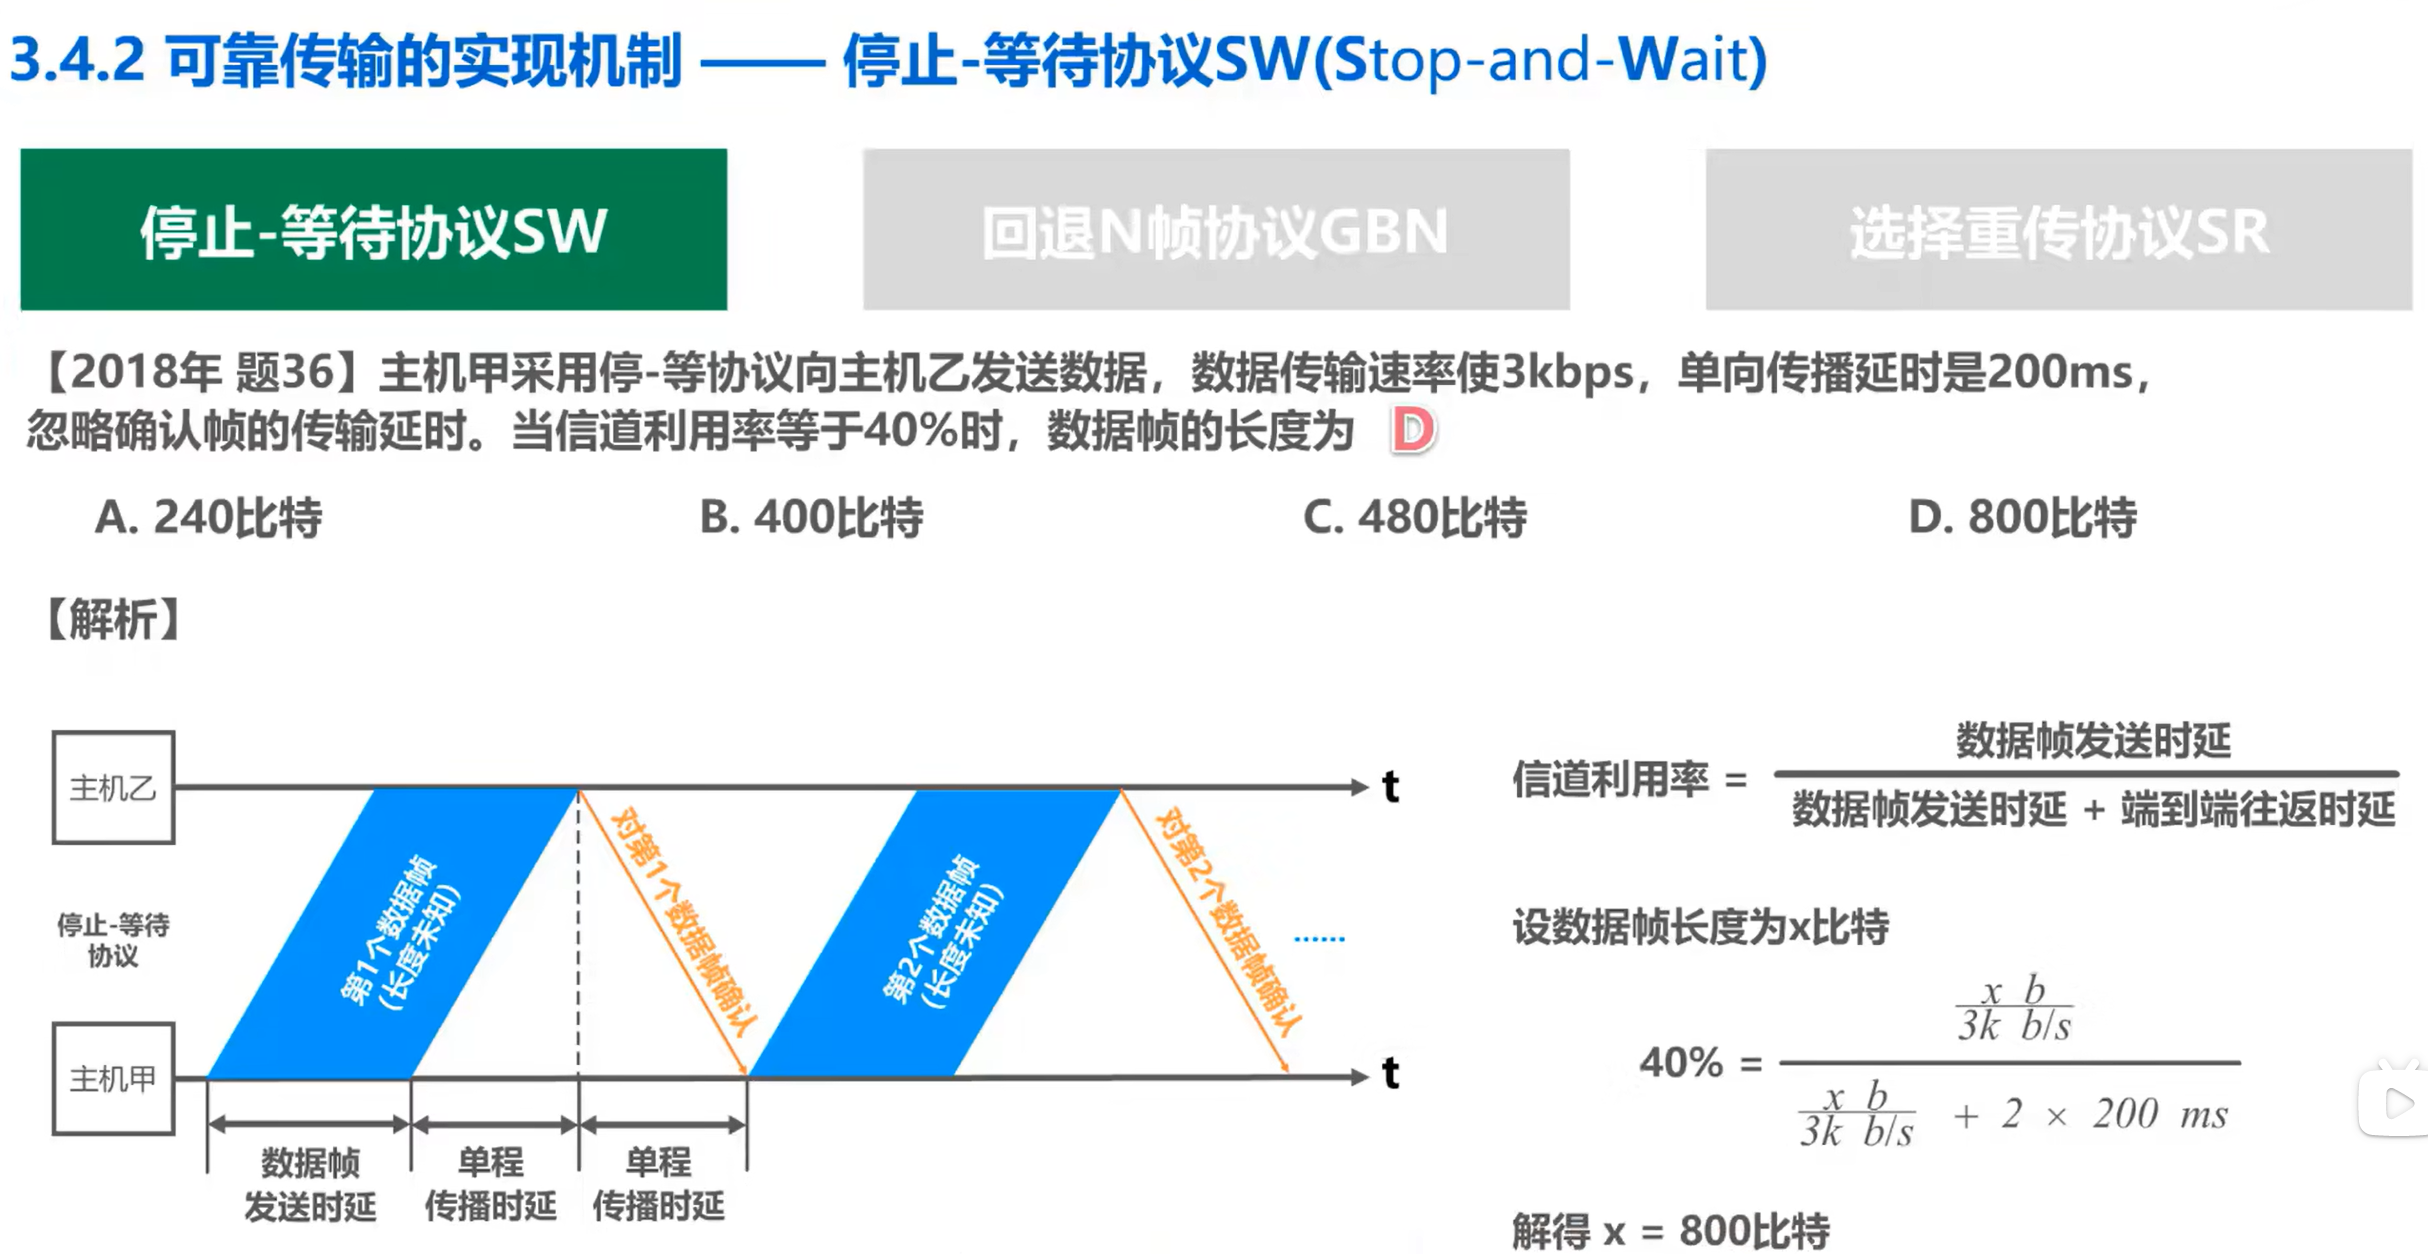 3.4.2 可靠传输的实现机制 —— 停止-等待协议SW(Stop-and-Wait)
停止-等待协议SW
回退N帧协议GBN
选择重传协议SR
【2018年 题36】主机甲采用停-等协议向主机乙发送数据，数据传输速率使3kbps，单向传播延时是200ms，
忽略确认帧的传输延时。当信道利用率等于40%时，数据帧的长度为 D
A. 240比特
B. 400比特
C. 480比特
D. 800比特
【解析】
主机乙
t
停止-等待
协议
第1个数据帧
(长度未知)
对第1个数据帧确认
第2个数据帧
(长度未知)
对第2个数据帧确认
……
主机甲
t
数据帧
发送时延
单程
传播时延
单程
传播时延
数据帧发送时延
信道利用率 =
数据帧发送时延 + 端到端往返时延
设数据帧长度为x比特
x b
3k b/s
40% =
x b
3k b/s
+ 2 × 200 ms
解得 x = 800比特